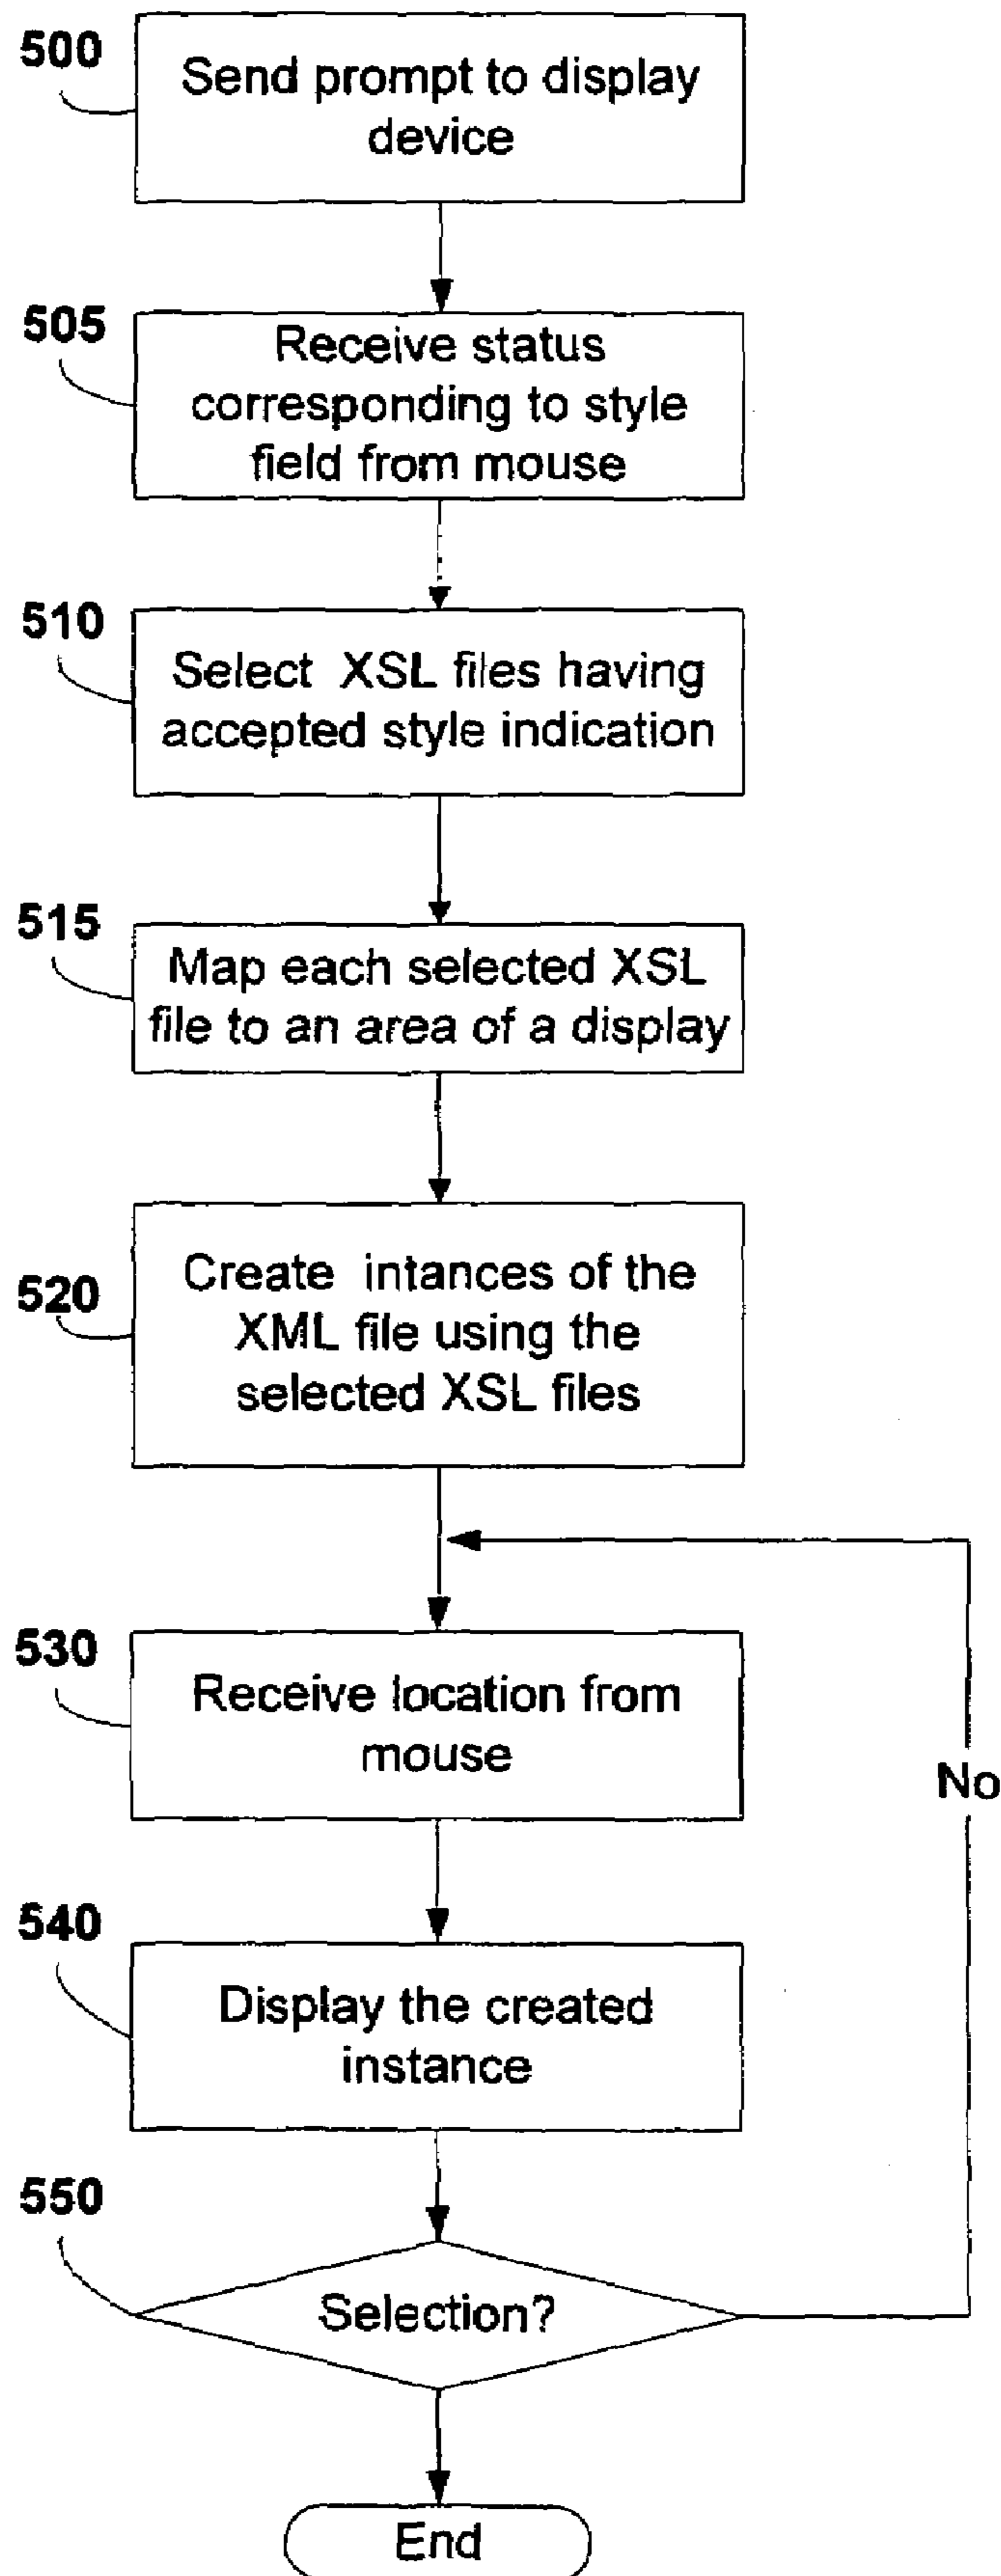 500
Send prompt to display
device
505
Receive status
corresponding to style
field from mouse
510
Select XSL files having
accepted style indication
515
Map each selected XSL
file to an area of a display
520
Create intances of the
XML file using the
selected XSL files
530
Receive location from
mouse
No
540
Display the created
instance
550
Selection?
End